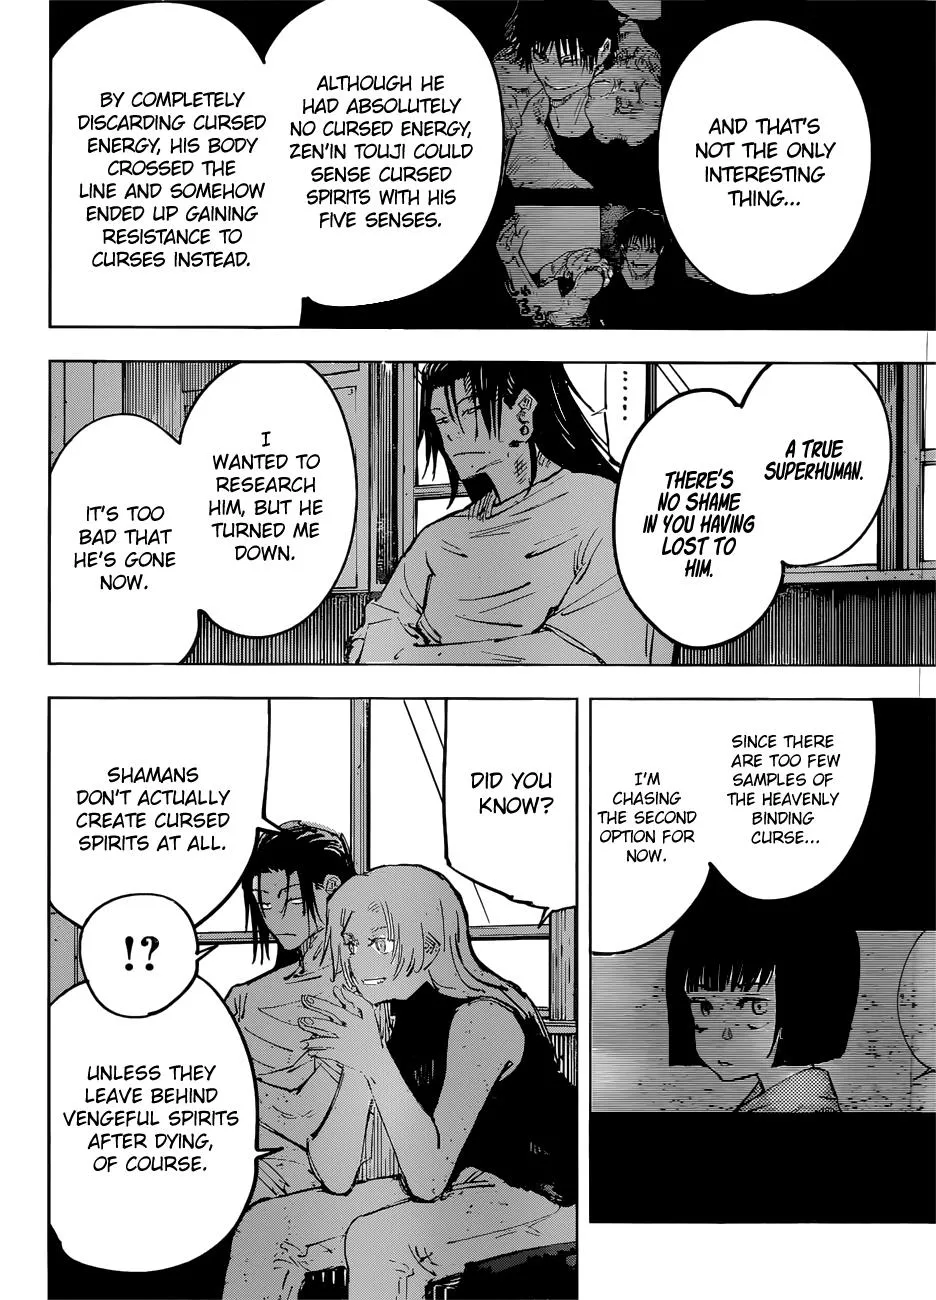 AND THAT'S
NOT THE ONLY
INTERESTING
THING...
ALTHOUGH HE
HAD ABSOLUTELY
NO CURSED ENERGY,
ZEN'IN TOUJI COULD
SENSE CURSED
SPIRITS WITH HIS
FIVE SENSES.
BY COMPLETELY
DISCARDING CURSED
ENERGY, HIS BODY
CROSSED THE
LINE AND SOMEHOW
ENDED UP GAINING
RESISTANCE TO
CURSES INSTEAD.
A TRUE
SUPERHUMAN.
THERE'S
NO SHAME
IN YOU HAVING
LOST TO
HIM.
......
I
WANTED TO
RESEARCH
HIM, BUT HE
TURNED ME
DOWN.
IT'S TOO
BAD THAT
HE'S GONE
NOW.
SINCE THERE
ARE TOO FEW
SAMPLES OF
THE HEAVENLY
BINDING
CURSE...
I'M
CHASING
THE SECOND
OPTION FOR
NOW.
DID YOU
KNOW?
SHAMANS
DON'T ACTUALLY
CREATE CURSED
SPIRITS AT ALL.
!?
UNLESS THEY
LEAVE BEHIND
VENGEFUL SPIRITS
AFTER DYING,
OF COURSE.